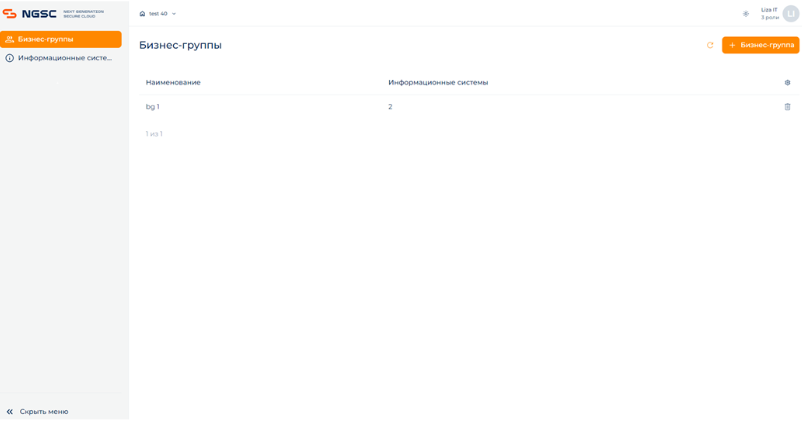 NGSC
NEXT GENERATION
SECURE CLOUD
test 40
Liza IT
3 роли
LI
Бизнес-группы
Информационные систе...
Бизнес-группы
Бизнес-группа
Наименование
Информационные системы
bg 1
2
1 из 1
Скрыть меню